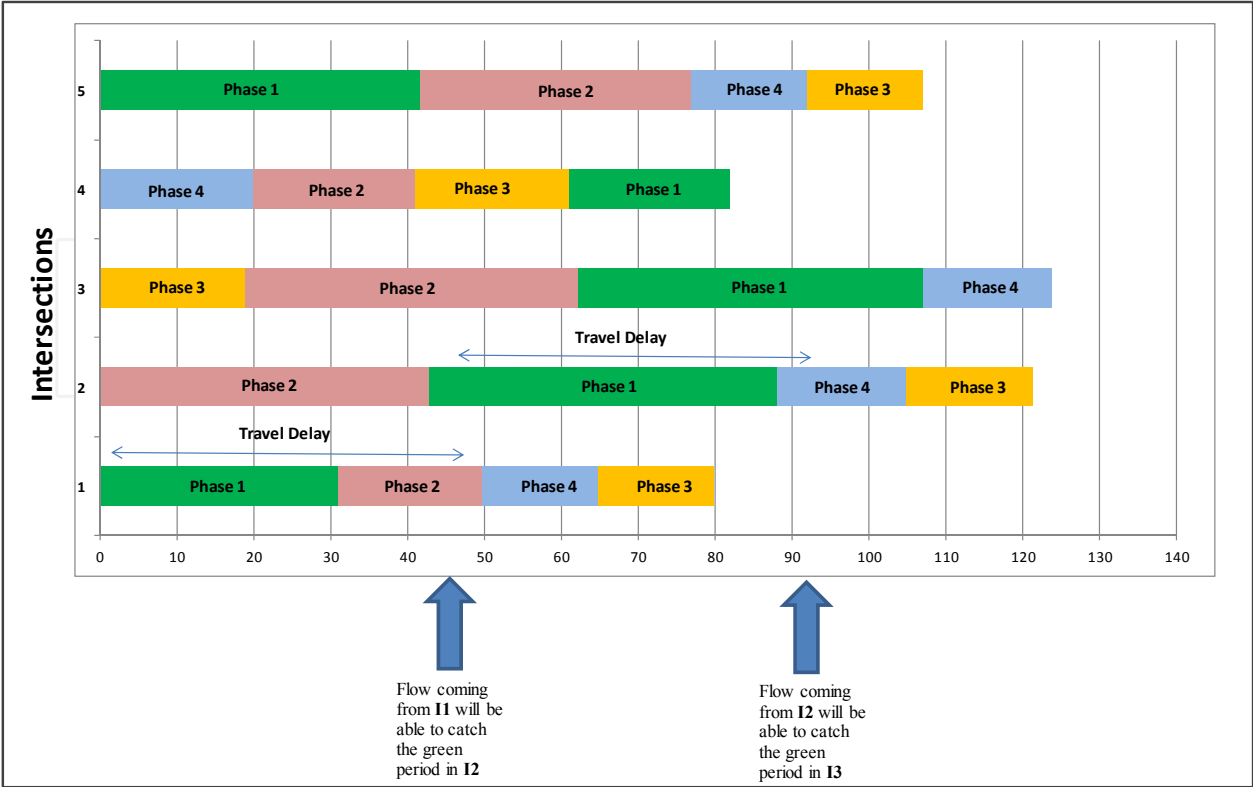 5
Phase 1
Phase 2
Phase 4
Phase 3
4
Phase 4
Phase 2
Phase 3
Phase 1
Intersections
3
Phase 3
Phase 2
Phase 1
Phase 4
Travel Delay
2
Phase 2
Phase 1
Phase 4
Phase 3
Travel Delay
1
Phase 1
Phase 2
Phase 4
Phase 3
0 10 20 30 40 50 60 70 80 90 100 110 120 130 140
Flow coming
from I1 will be
able to catch
the green
period in I2
Flow coming
from I2 will be
able to catch
the green
period in I3